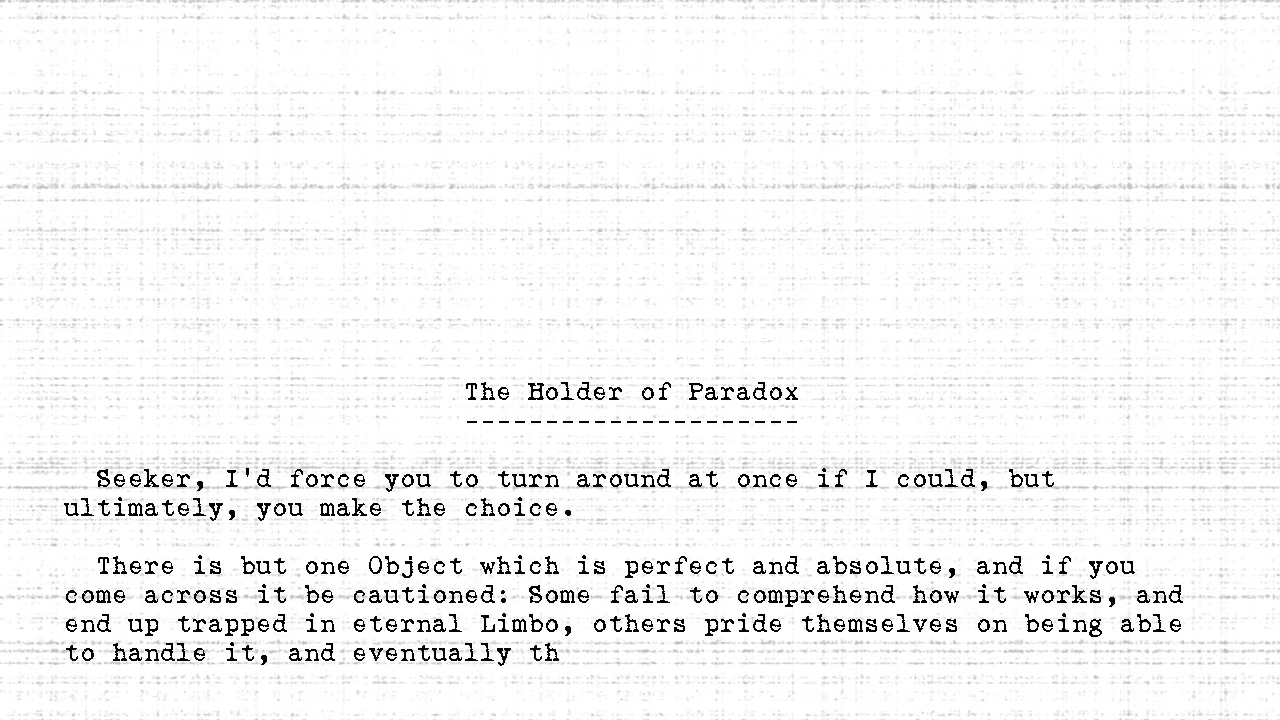 The Holder of Paradox
---------------------
Seeker, I'd force you to turn around at once if I could, but
ultimately, you make the choice.
There is but one Object which is perfect and absolute, and if you
come across it be cautioned: Some fail to comprehend how it works, and
end up trapped in eternal Limbo, others pride themselves on being able
to handle it, and eventually th